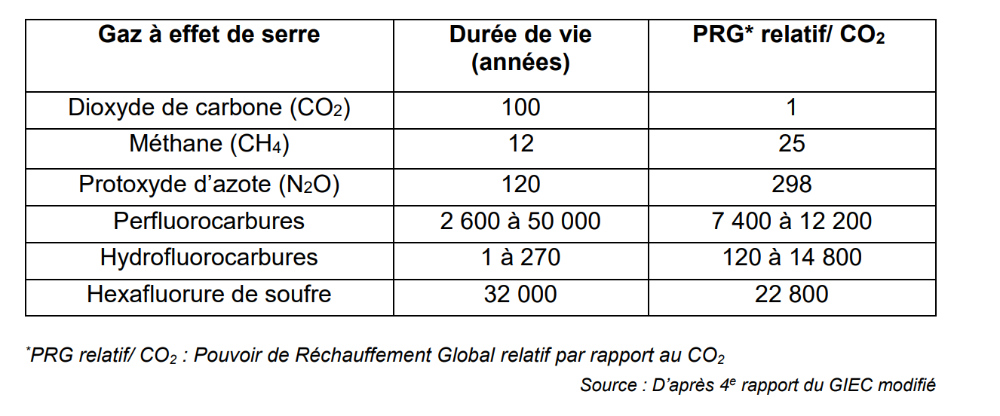 Gaz à effet de serre Durée de vie (années) PRG* relatif/ CO₂
Dioxyde de carbone (CO₂) 100 1
Méthane (CH₄) 12 25
Protoxyde d’azote (N₂O) 120 298
Perfluorocarbures 2 600 à 50 000 7 400 à 12 200
Hydrofluorocarbures 1 à 270 120 à 14 800
Hexafluorure de soufre 32 000 22 800
*PRG relatif/ CO₂ : Pouvoir de Réchauffement Global relatif par rapport au CO₂
Source : D’après 4ᵉ rapport du GIEC modifié